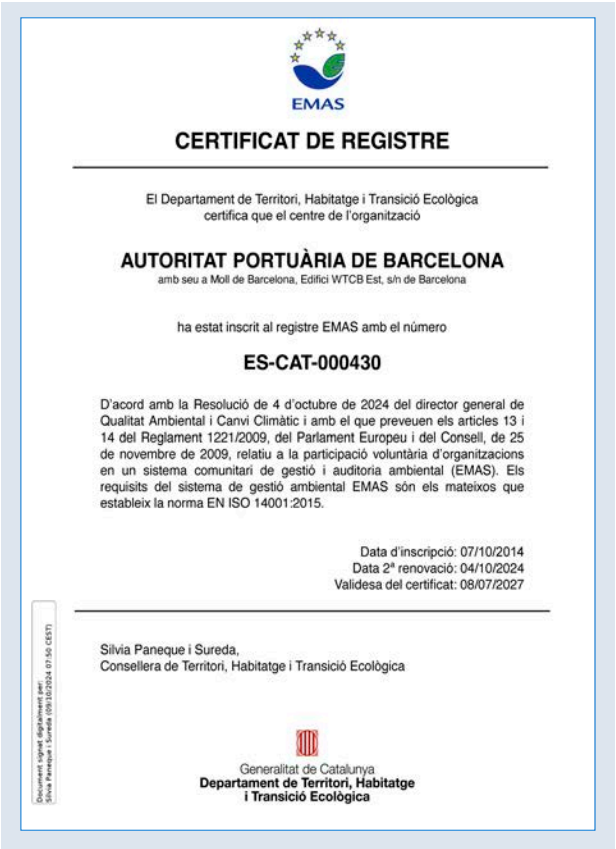 EMAS
CERTIFICAT DE REGISTRE
El Departament de Territori, Habitatge i Transició Ecològica
certifica que el centre de l'organització
AUTORITAT PORTUÀRIA DE BARCELONA
amb seu a Moll de Barcelona, Edifici WTCB Est, s/n de Barcelona
ha estat inscrit al registre EMAS amb el número
ES-CAT-000430
D'acord amb la Resolució de 4 d'octubre de 2024 del director general de
Qualitat Ambiental i Canvi Climàtic i amb el que preveuen els articles 13 i
14 del Reglament 1221/2009, del Parlament Europeu i del Consell, de 25
de novembre de 2009, relatiu a la participació voluntària d'organitzacions
en un sistema comunitari de gestió i auditoria ambiental (EMAS). Els
requisits del sistema de gestió ambiental EMAS són els mateixos que
estableix la norma EN ISO 14001:2015.
Data d'inscripció: 07/10/2014
Data 2ª renovació: 04/10/2024
Validesa del certificat: 08/07/2027
Document signat digitalment per:
Silvia Paneque i Sureda (09/10/2024 07:50 CEST)
Silvia Paneque i Sureda,
Consellera de Territori, Habitatge i Transició Ecològica
Generalitat de Catalunya
Departament de Territori, Habitatge
i Transició Ecològica